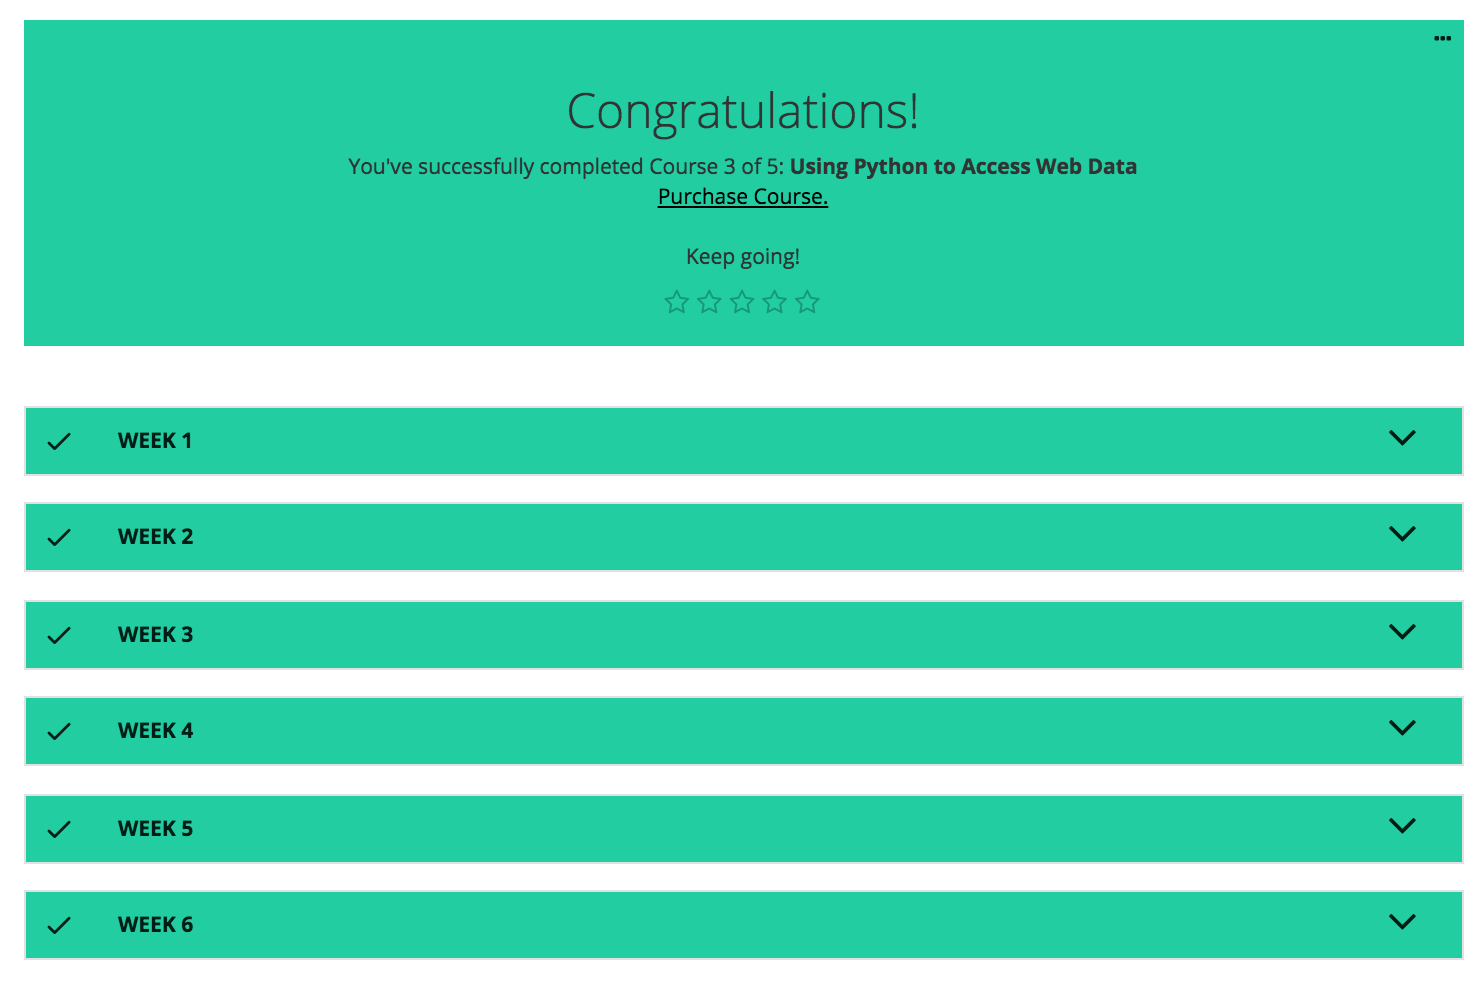 Congratulations!
You've successfully completed Course 3 of 5: Using Python to Access Web Data
Purchase Course.
Keep going!
WEEK 1
WEEK 2
WEEK 3
WEEK 4
WEEK 5
WEEK 6